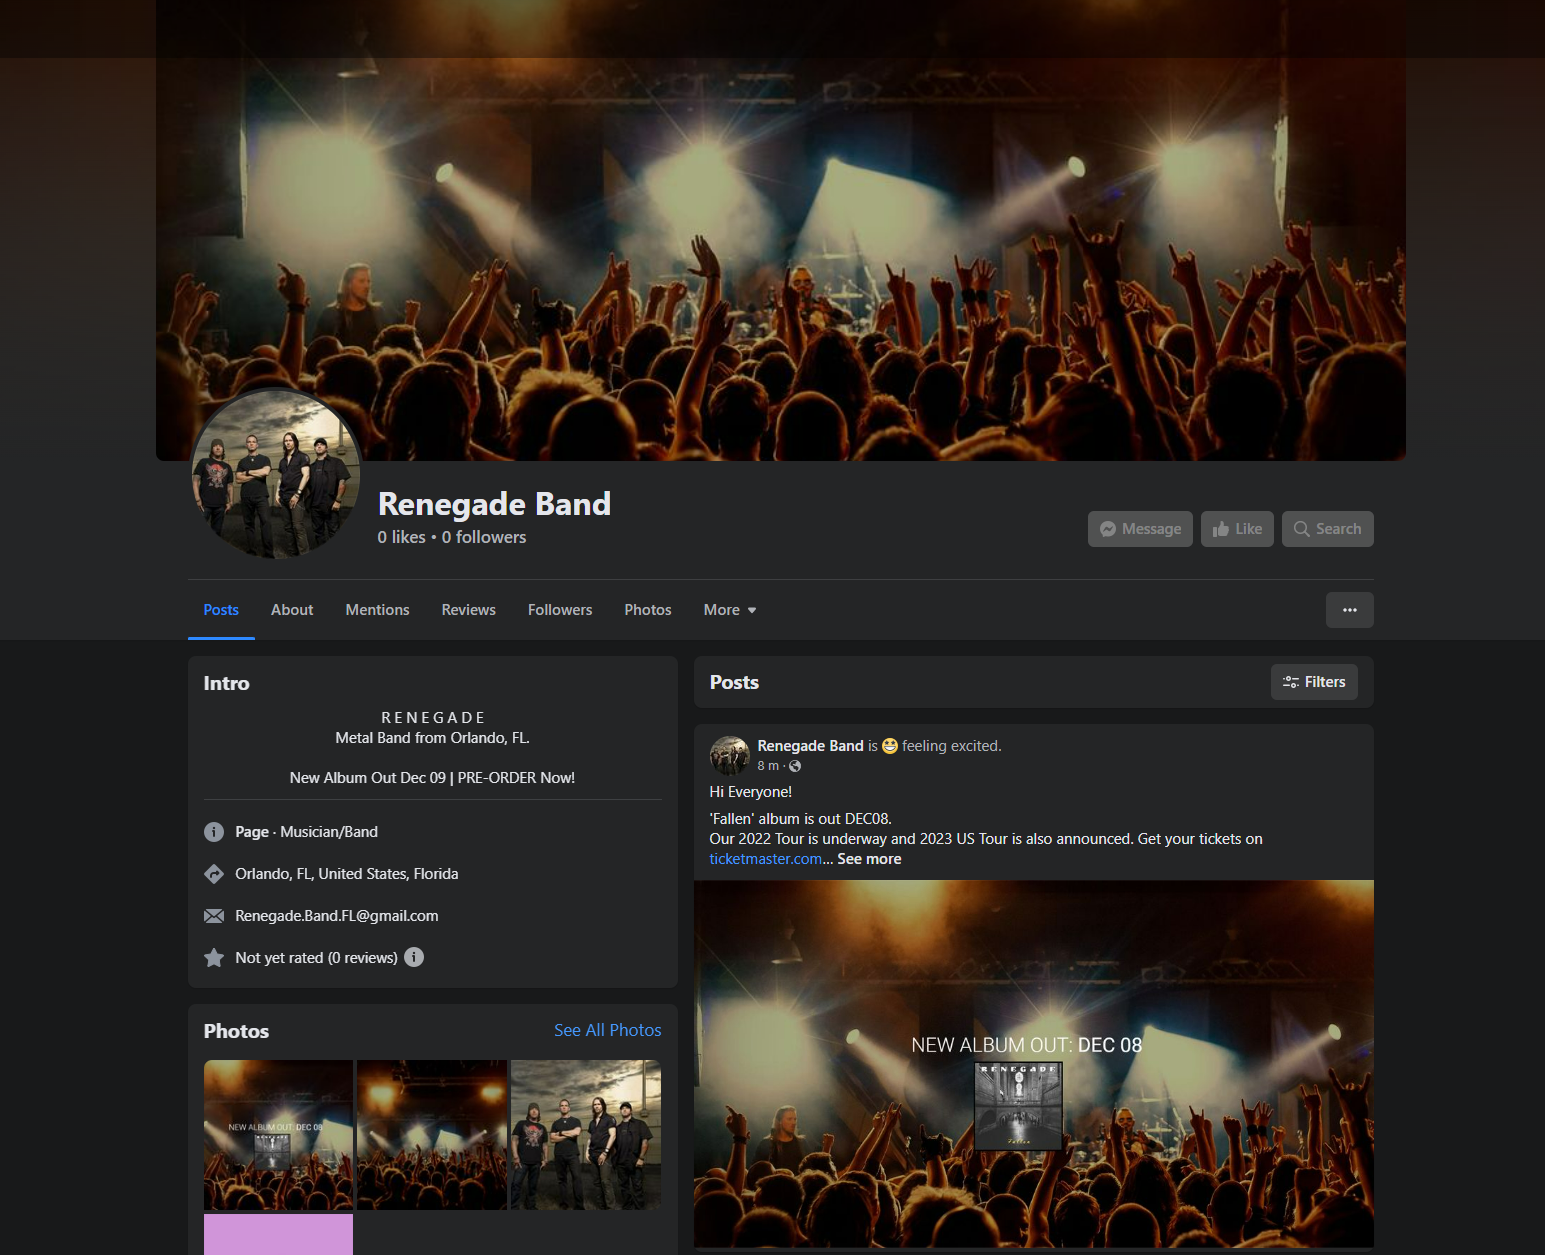 Renegade Band
0 likes • 0 followers
Message
Like
Search
Posts
About
Mentions
Reviews
Followers
Photos
More
Intro
R E N E G A D E
Metal Band from Orlando, FL.
New Album Out Dec 09 | PRE-ORDER Now!
Page · Musician/Band
Orlando, FL, United States, Florida
Renegade.Band.FL@gmail.com
Not yet rated (0 reviews)
Photos
See All Photos
NEW ALBUM OUT: DEC 08
Posts
Filters
Renegade Band is 😀 feeling excited.
8 m ·
Hi Everyone!
'Fallen' album is out DEC08.
Our 2022 Tour is underway and 2023 US Tour is also announced. Get your tickets on
ticketmaster.com... See more
NEW ALBUM OUT: DEC 08
RENEGADE
Fallen